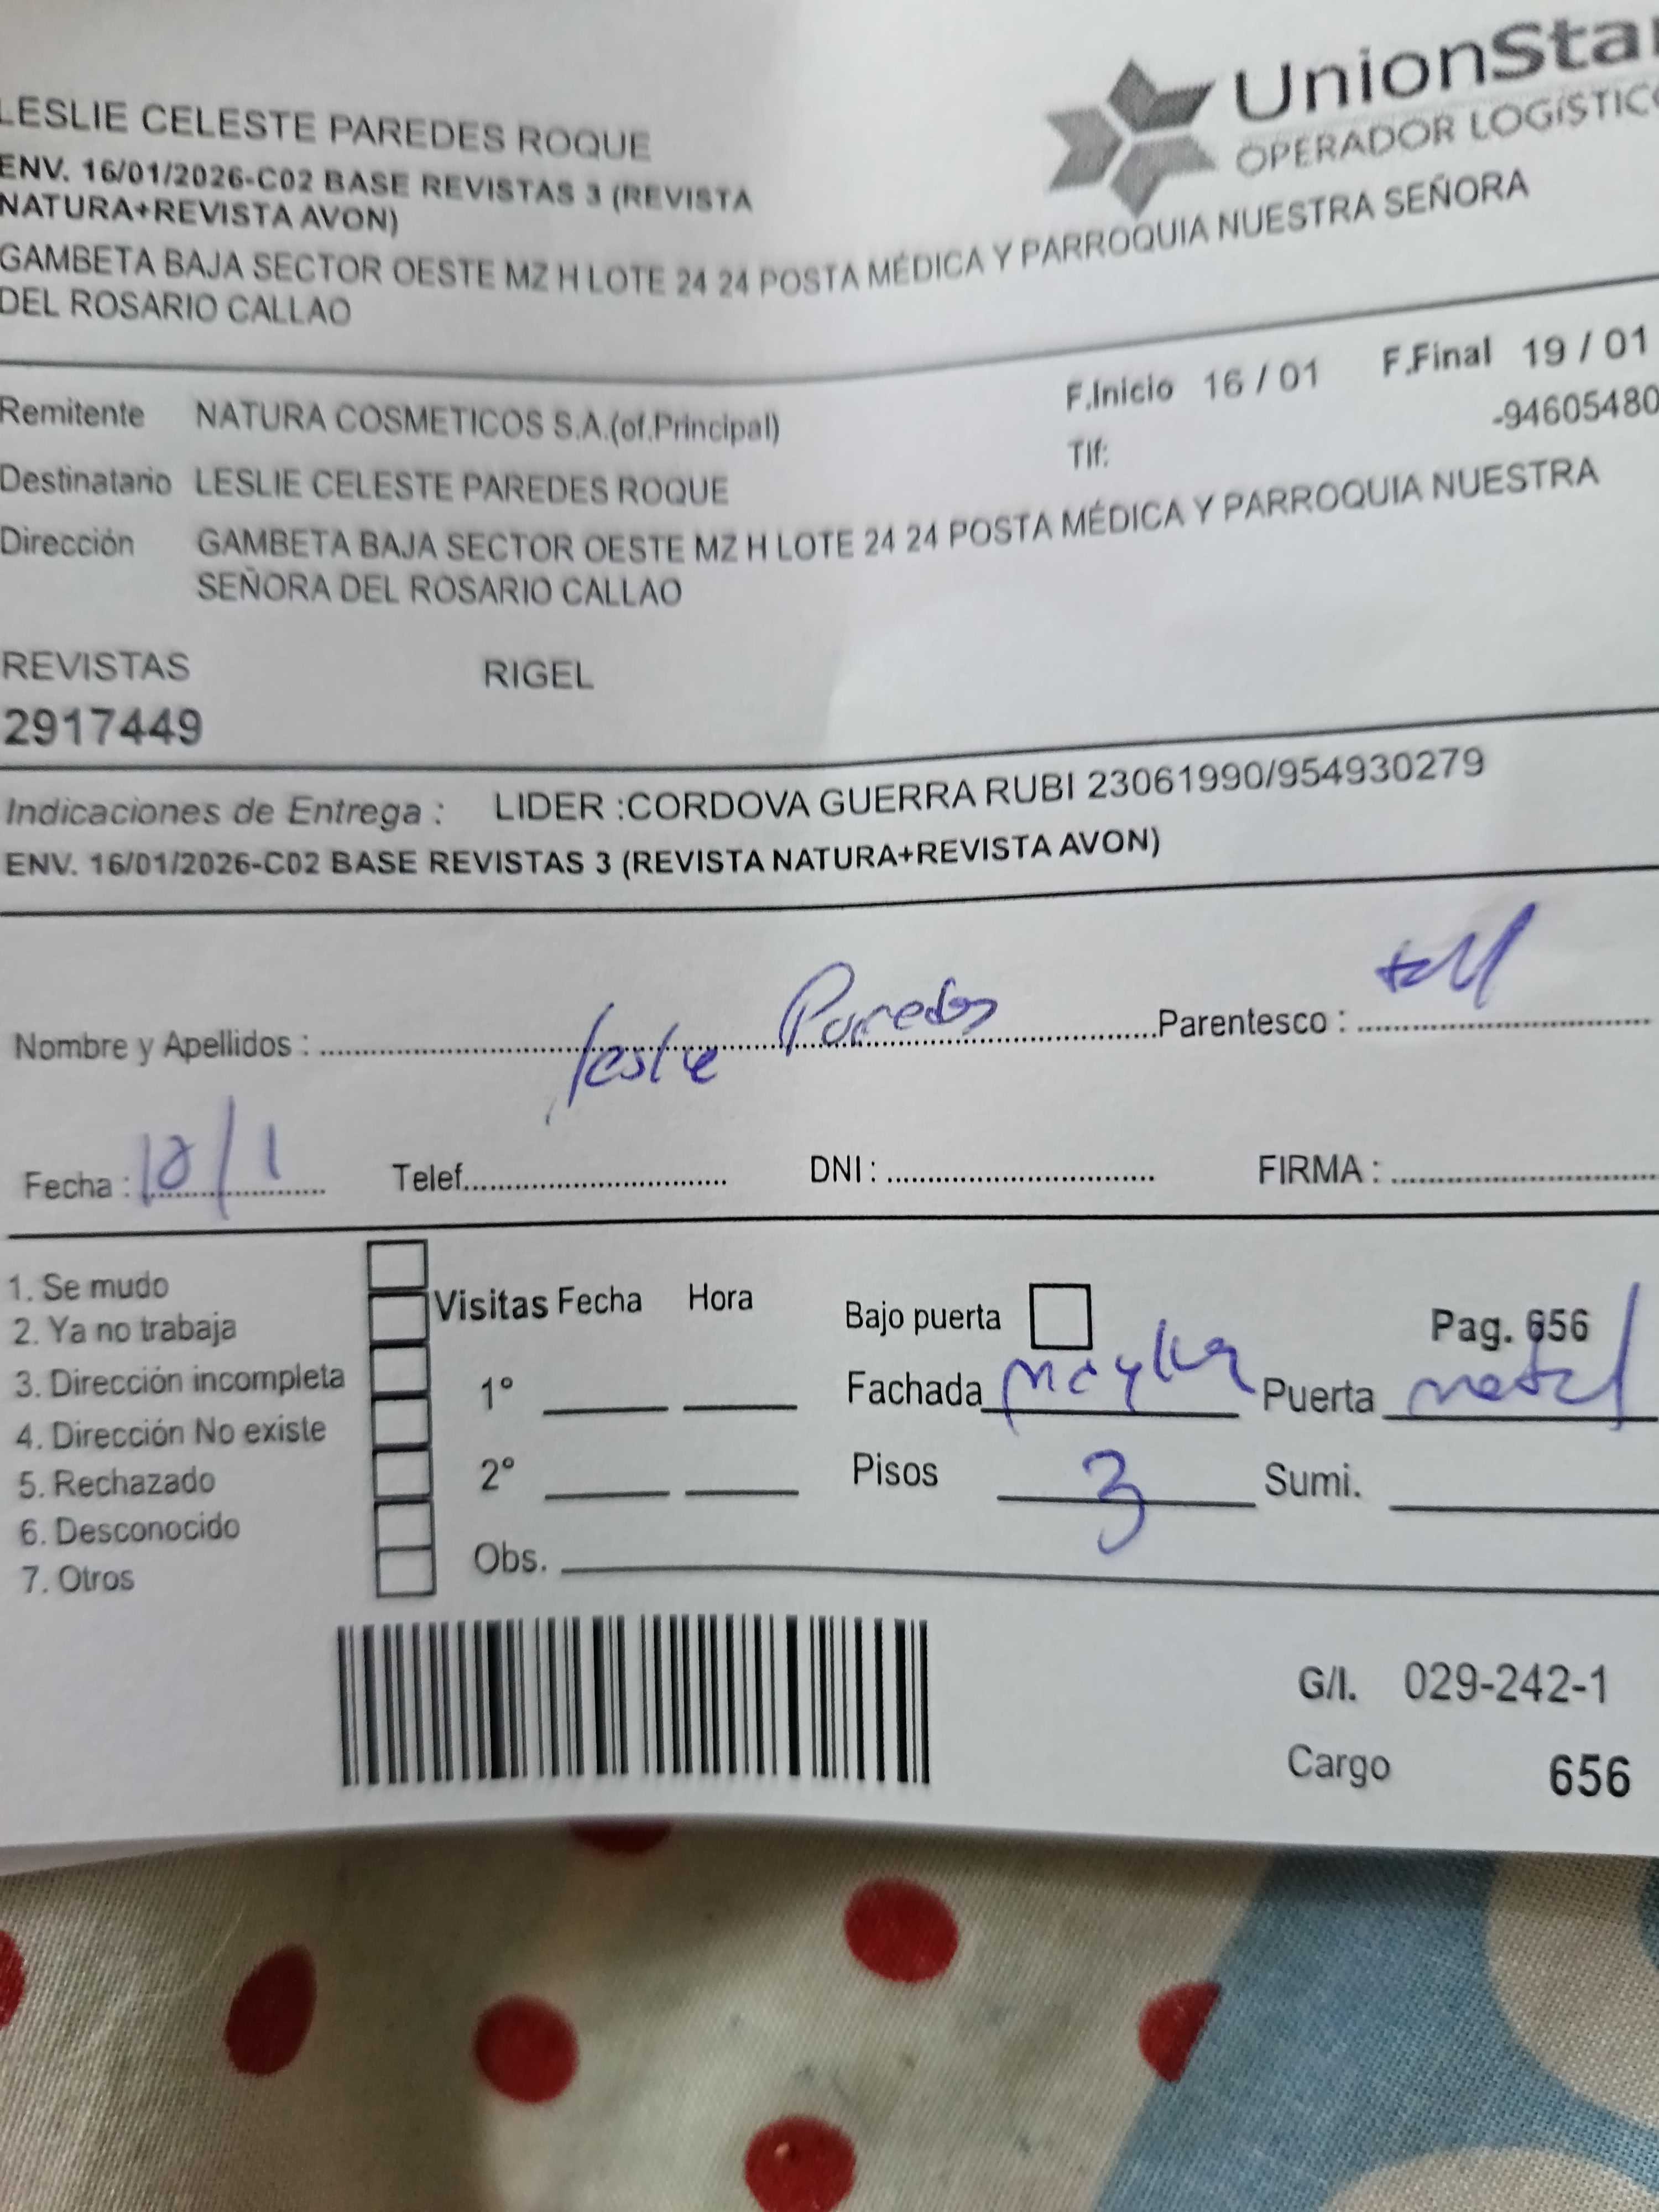 UnionStar
OPERADOR LOGÍSTICO
LESLIE CELESTE PAREDES ROQUE
ENV. 16/01/2026-C02 BASE REVISTAS 3 (REVISTA
NATURA+REVISTA AVON)
GAMBETA BAJA SECTOR OESTE MZ H LOTE 24 24 POSTA MÉDICA Y PARROQUIA NUESTRA SEÑORA
DEL ROSARIO CALLAO
F.Inicio 16 / 01 F.Final 19 / 01
Remitente NATURA COSMETICOS S.A.(of.Principal)
Tlf: -94605480
Destinatario LESLIE CELESTE PAREDES ROQUE
Dirección GAMBETA BAJA SECTOR OESTE MZ H LOTE 24 24 POSTA MÉDICA Y PARROQUIA NUESTRA
SEÑORA DEL ROSARIO CALLAO
REVISTAS RIGEL
2917449
Indicaciones de Entrega : LIDER :CORDOVA GUERRA RUBI 23061990/954930279
ENV. 16/01/2026-C02 BASE REVISTAS 3 (REVISTA NATURA+REVISTA AVON)
Nombre y Apellidos : Leslie Paredes Parentesco :
Fecha : Telef. DNI : FIRMA :
1. Se mudo
2. Ya no trabaja
3. Dirección incompleta
4. Dirección No existe
5. Rechazado
6. Desconocido
7. Otros
Visitas Fecha Hora
1°
2°
Obs.
Bajo puerta Pag. 656
Fachada Puerta
Pisos 3 Sumi.
G/I. 029-242-1
Cargo 656